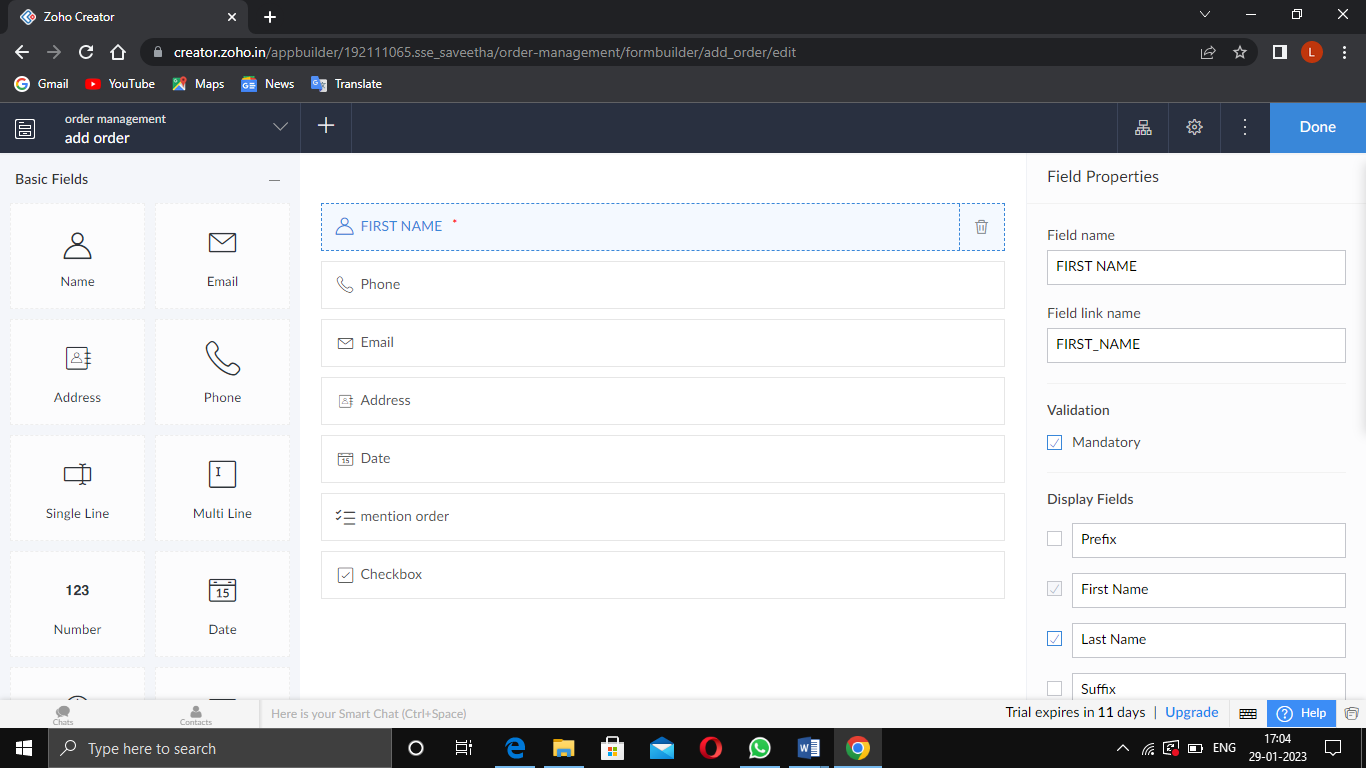 Zoho Creator
creator.zoho.in/appbuilder/192111065.sse_saveetha/order-management/formbuilder/add_order/edit
L
Gmail
YouTube
Maps
News
Translate
order management
add order
Done
Basic Fields
Name
Email
Address
Phone
Single Line
Multi Line
123
Number
15
Date
FIRST NAME *
Phone
Email
Address
15 Date
mention order
Checkbox
Field Properties
Field name
FIRST NAME
Field link name
FIRST_NAME
Validation
Mandatory
Display Fields
Prefix
First Name
Last Name
Suffix
Chats
Contacts
Here is your Smart Chat (Ctrl+Space)
Trial expires in 11 days | Upgrade
Help
Type here to search
ENG
17:04
29-01-2023